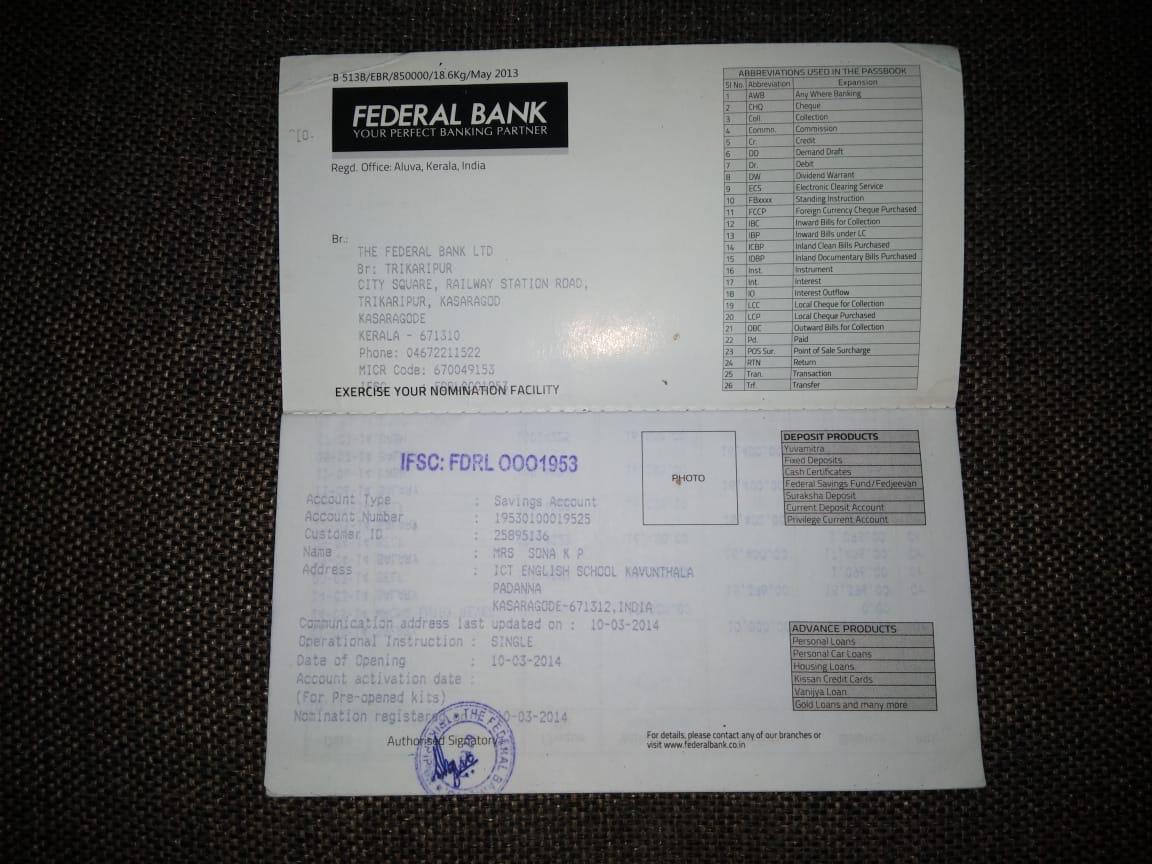 B 513B/EBR/850000/18.6Kg/May 2013
FEDERAL BANK
YOUR PERFECT BANKING PARTNER
Regd. Office: Aluva, Kerala, India
Br.:
THE FEDERAL BANK LTD
Br: TRIKARIPUR
CITY SQUARE, RAILWAY STATION ROAD,
TRIKARIPUR, KASARAGOD
KASARAGODE
KERALA - 671310
Phone: 04672211522
MICR Code: 670049153
EXERCISE YOUR NOMINATION FACILITY
ABBREVIATIONS USED IN THE PASSBOOK
Sl No. Abbreviation Expansion
1 AWB Any Where Banking
2 CHQ Cheque
3 Coll. Collection
4 Commn. Commission
5 Cr. Credit
6 DD Demand Draft
7 Dr. Debit
8 DW Dividend Warrant
9 ECS Electronic Clearing Service
10 FBxxxx Standing Instruction
11 FCCP Foreign Currency Cheque Purchased
12 IBC Inward Bills for Collection
13 IBP Inward Bills under LC
14 ICBP Inland Clean Bills Purchased
15 IDBP Inland Documentary Bills Purchased
16 Inst. Instrument
17 Int. Interest
18 IO Interest Outflow
19 LCC Local Cheque for Collection
20 LCP Local Cheque Purchased
21 OBC Outward Bills for Collection
22 Pd. Paid
23 POS Sur. Point of Sale Surcharge
24 RTN Return
25 Tran. Transaction
26 Trf. Transfer
IFSC: FDRL 0001953
Account Type : Savings Account
Account Number : 19530100019525
Customer ID : 25895136
Name : MRS SONA K P
Address : ICT ENGLISH SCHOOL KAVUNTHALA
PADANNA
KASARAGODE-671312,INDIA
Communication address last updated on : 10-03-2014
Operational Instruction : SINGLE
Date of Opening : 10-03-2014
Account activation date :
(For Pre-opened kits)
Nomination registered 0-03-2014
Authorised Signatory
THE FEDERAL BANK
PHOTO
DEPOSIT PRODUCTS
Yuvamitra
Fixed Deposits
Cash Certificates
Federal Savings Fund/Fedjeevan
Suraksha Deposit
Current Deposit Account
Privilege Current Account
ADVANCE PRODUCTS
Personal Loans
Personal Car Loans
Housing Loans
Kissan Credit Cards
Vanijya Loan
Gold Loans and many more
For details, please contact any of our branches or
visit www.federalbank.co.in